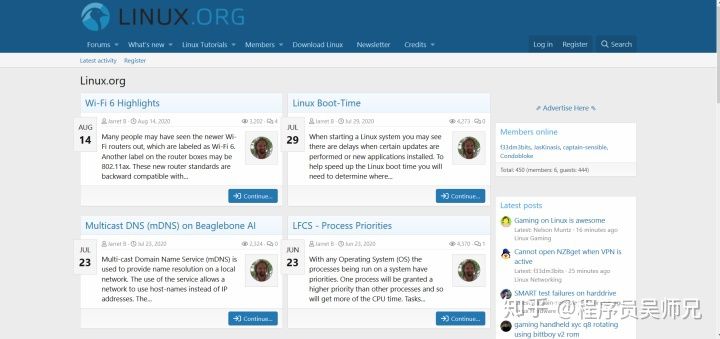 LINUX.ORG
Forums What's new Linux Tutorials Members Download Linux Newsletter Credits Log in Register Search
Latest activity Register
Linux.org
Wi-Fi 6 Highlights
AUG
14
Jarret B Aug 14, 2020 3,202 4
Many people may have seen the newer Wi-
Fi routers out, which are labeled as Wi-Fi 6.
Another label on the router boxes may be
802.11ax. These new router standards are
backward compatible with...
Continue...
Linux Boot-Time
JUL
29
Jarret B Jul 29, 2020 4,273 0
When starting a Linux system you may see
there are delays when certain updates are
performed or new applications installed. To
help speed up the Linux boot time you will
need to determine where...
Continue...
Multicast DNS (mDNS) on Beaglebone AI
JUL
23
Jarret B Jul 23, 2020 2,324 0
Multi-cast Domain Name Service (mDNS) is
used to provide name resolution on a local
network. The use of the service allows a
network to use host-names instead of IP
addresses. The...
Continue...
LFCS - Process Priorities
JUN
23
Jarret B Jun 23, 2020 4,370 1
With any Operating System (OS) the
processes being run on a system have
priorities. One process will be granted a
higher priority than other processes and so
will get more of the CPU time. Tasks...
Continue...
Advertise Here
Members online
f33dm3bits, JasKinasis, captain-sensible,
Condobloke
Total: 450 (members: 6, guests: 444)
Latest posts
Gaming on Linux is awesome
Latest: Nelson Muntz · 16 minutes ago
Linux Gaming
Cannot open NZBget when VPN is
active
Latest: f33dm3bits · 25 minutes ago
Linux Networking
SMART test failures on harddrive
gaming handheld xyc q8 rotating
using bittboy v2 rom
知乎 @程序员吴师兄